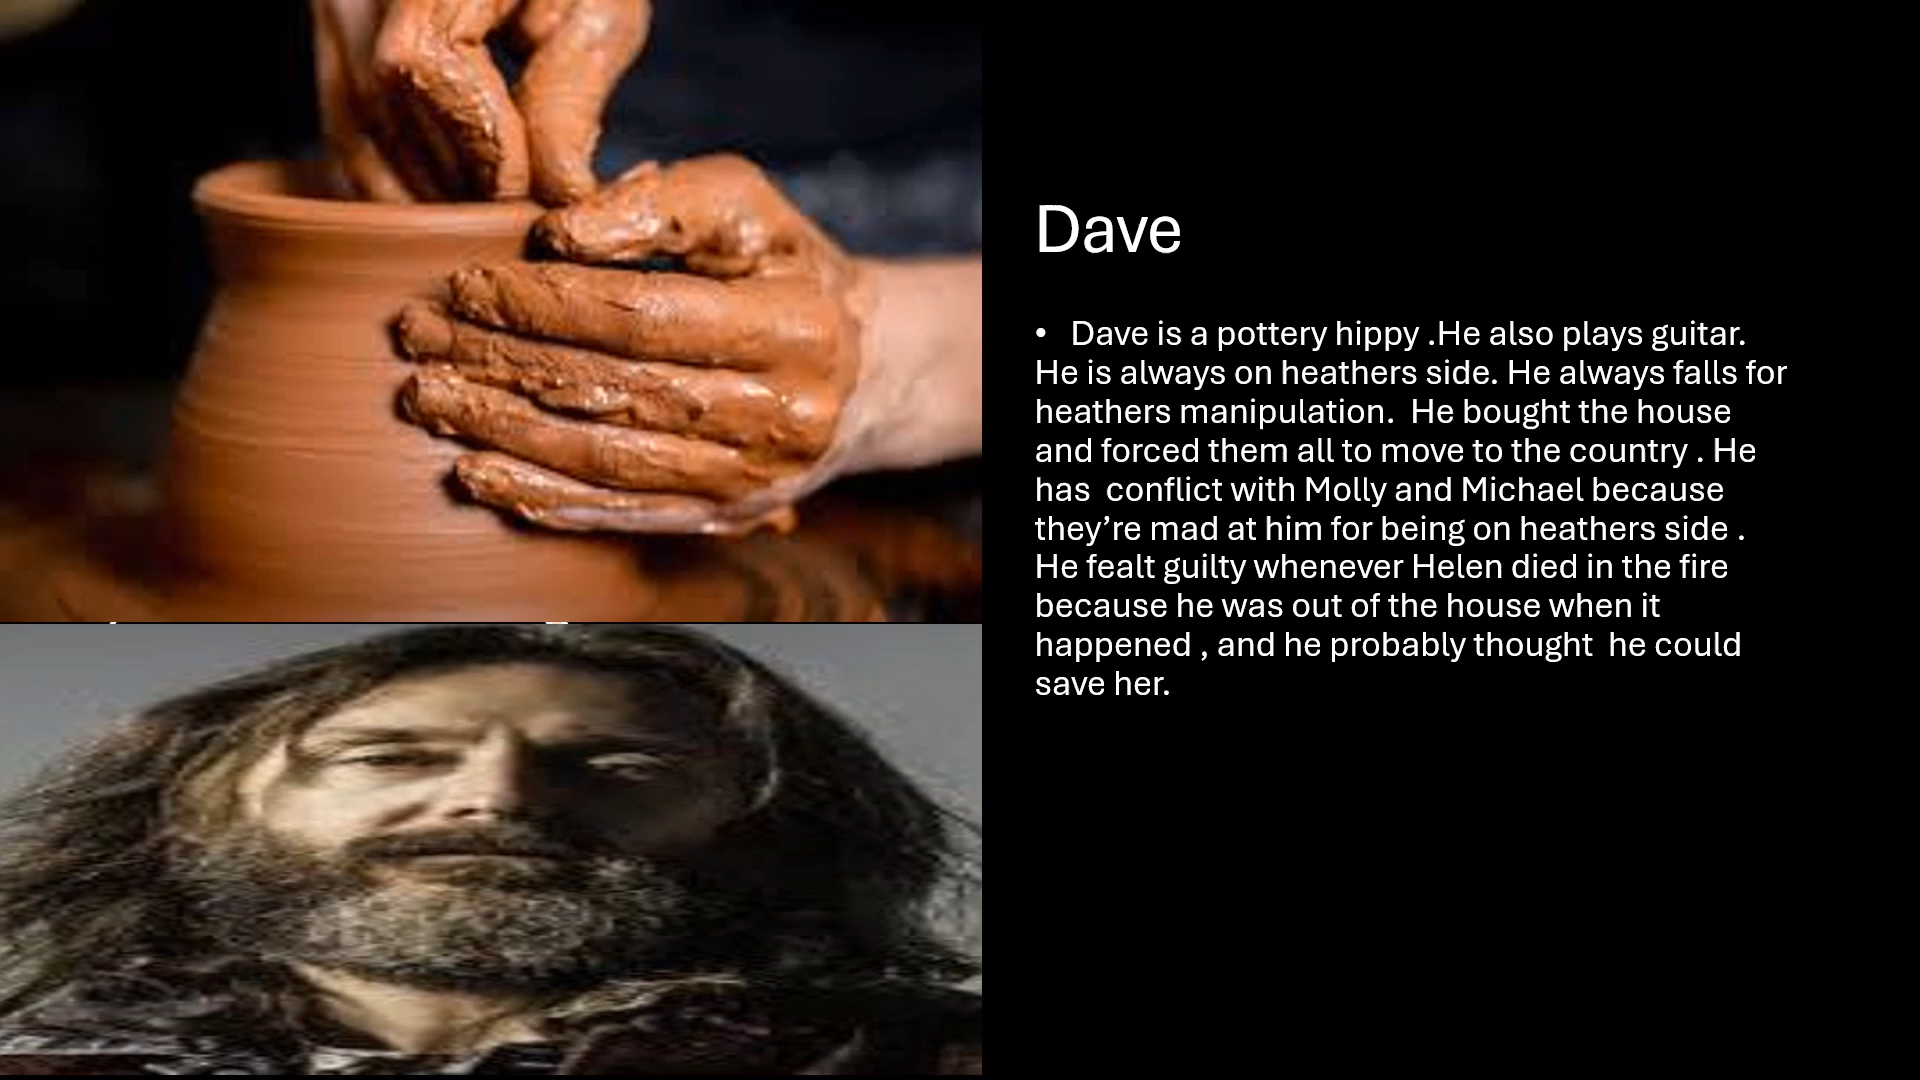 Dave
• Dave is a pottery hippy .He also plays guitar.
He is always on heathers side. He always falls for
heathers manipulation.  He bought the house
and forced them all to move to the country . He
has  conflict with Molly and Michael because
they’re mad at him for being on heathers side .
He fealt guilty whenever Helen died in the fire
because he was out of the house when it
happened , and he probably thought  he could
save her.